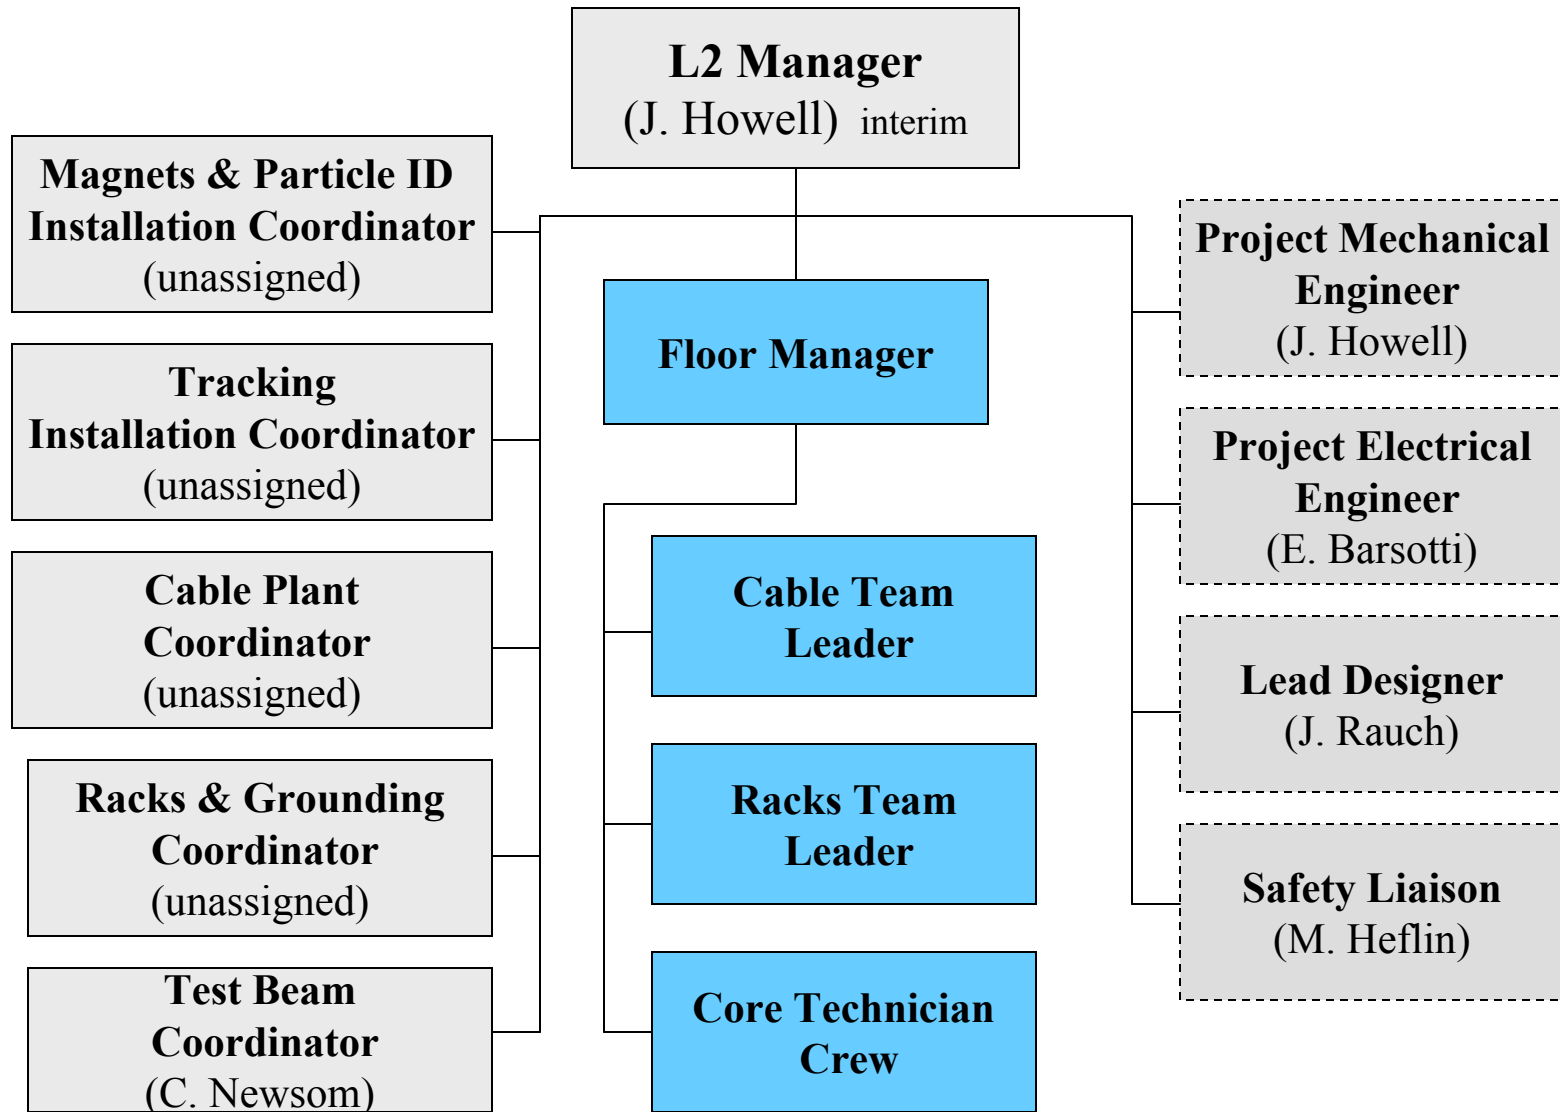 L2 Manager
(J. Howell) interim
Magnets & Particle ID
Installation Coordinator
(unassigned)
Tracking
Installation Coordinator
(unassigned)
Cable Plant
Coordinator
(unassigned)
Racks & Grounding
Coordinator
(unassigned)
Test Beam
Coordinator
(C. Newsom)
Floor Manager
Cable Team
Leader
Racks Team
Leader
Core Technician
Crew
Project Mechanical
Engineer
(J. Howell)
Project Electrical
Engineer
(E. Barsotti)
Lead Designer
(J. Rauch)
Safety Liaison
(M. Heflin)